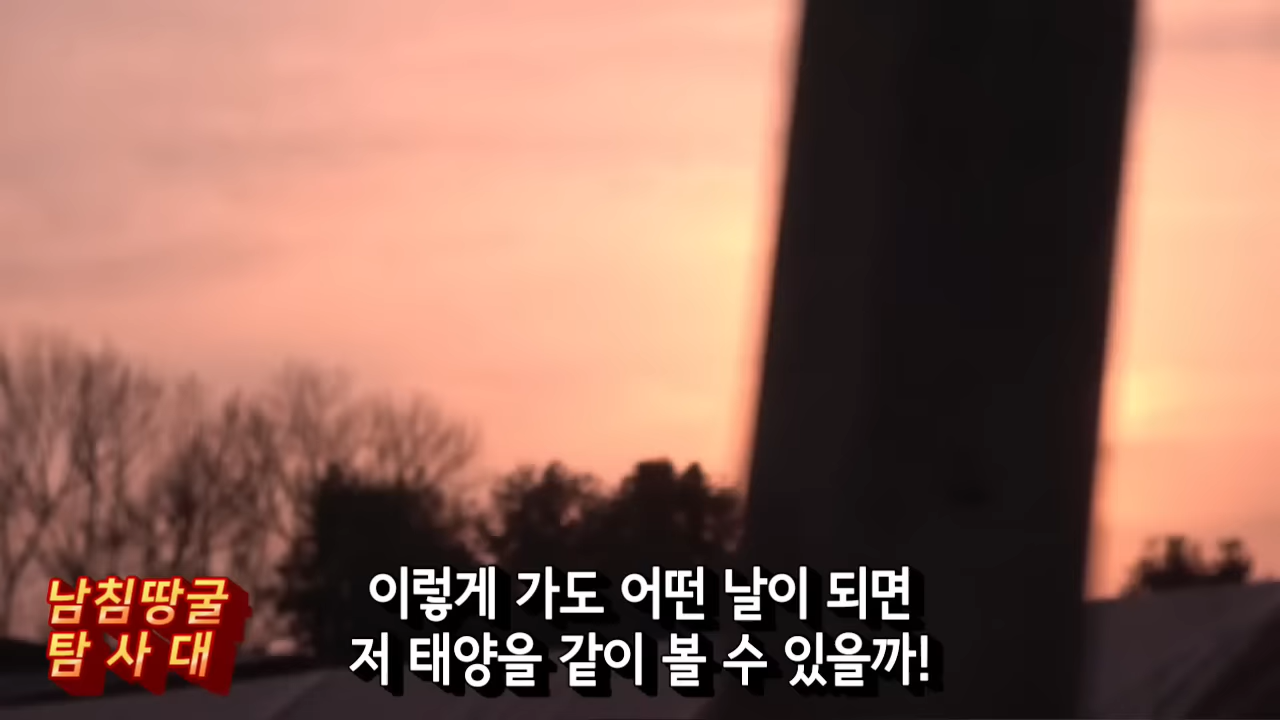 남침땅굴
탐사대
이렇게 가도 어떤 날이 되면
저 태양을 같이 볼 수 있을까!